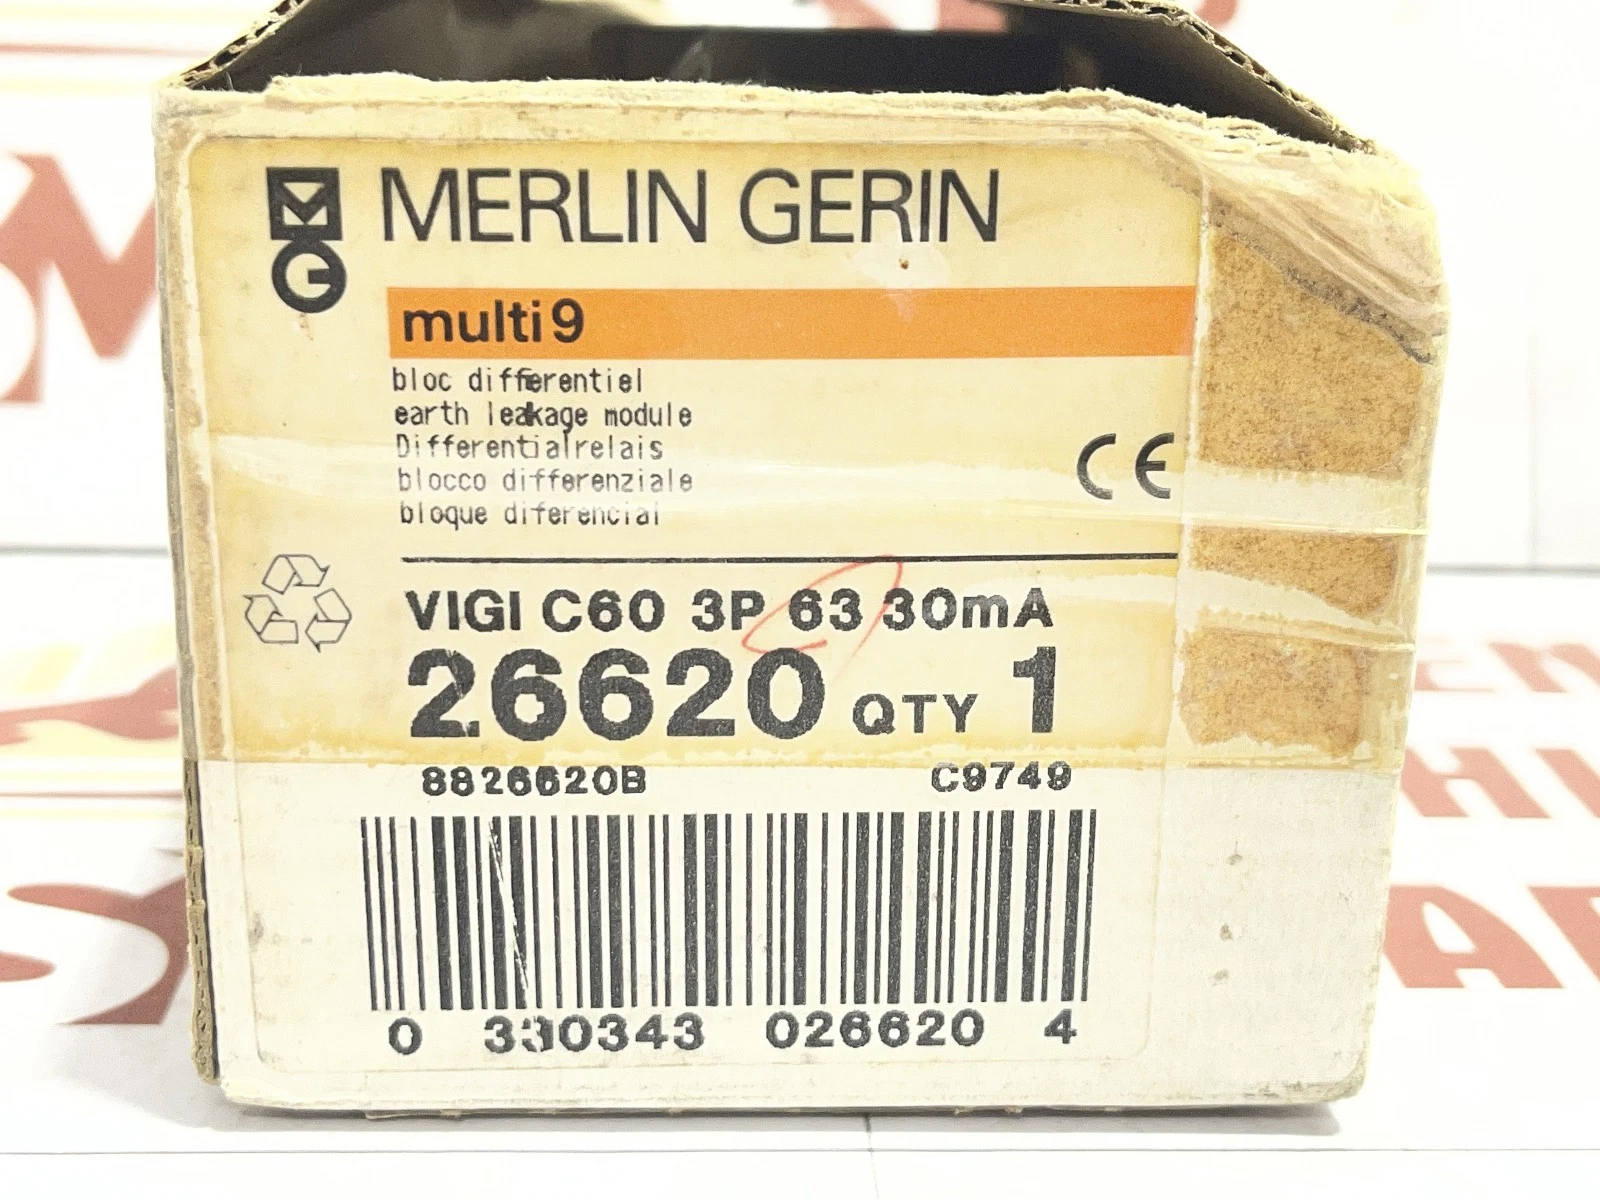 MERLIN GERIN
multi 9
bloc differentiel
earth leakage module
Differentialrelais
blocco differenziale
bloque diferencial
CE
VIGI C60 3P 63 30mA
26620 QTY 1
8826620B C9749
0 330343 026620 4